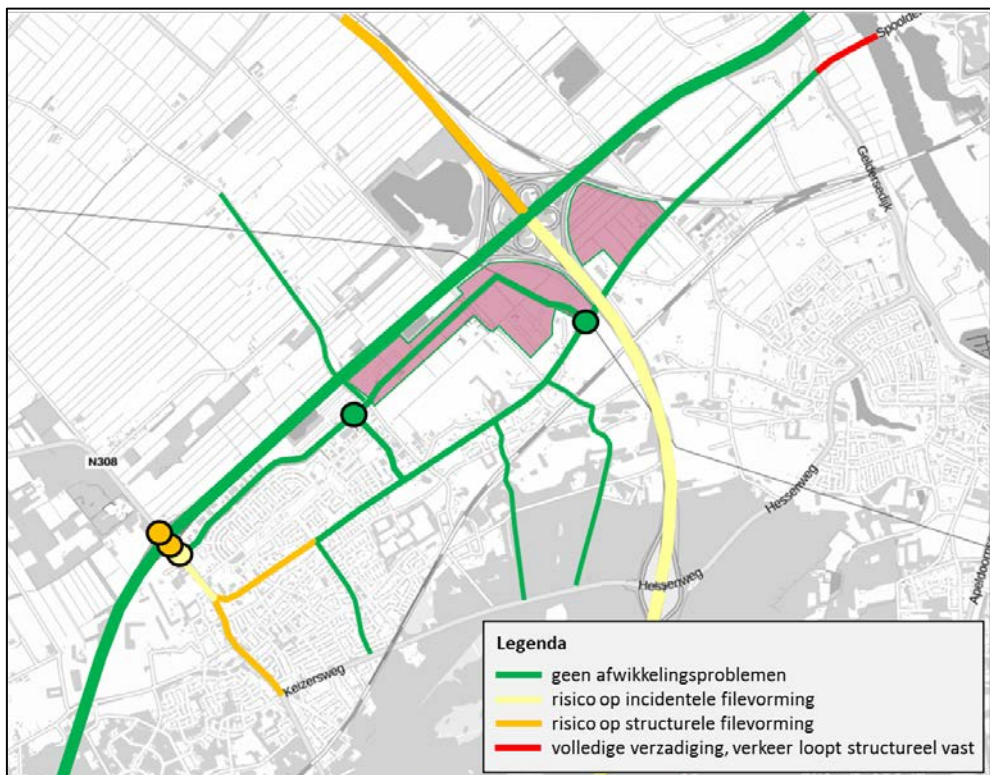 Spoolde
Geldersedijk
N308
Hessenweg
Hessenweg
Apeldoorn
Keizersweg
Legenda
geen afwikkelingsproblemen
risico op incidentele filevorming
risico op structurele filevorming
volledige verzadiging, verkeer loopt structureel vast